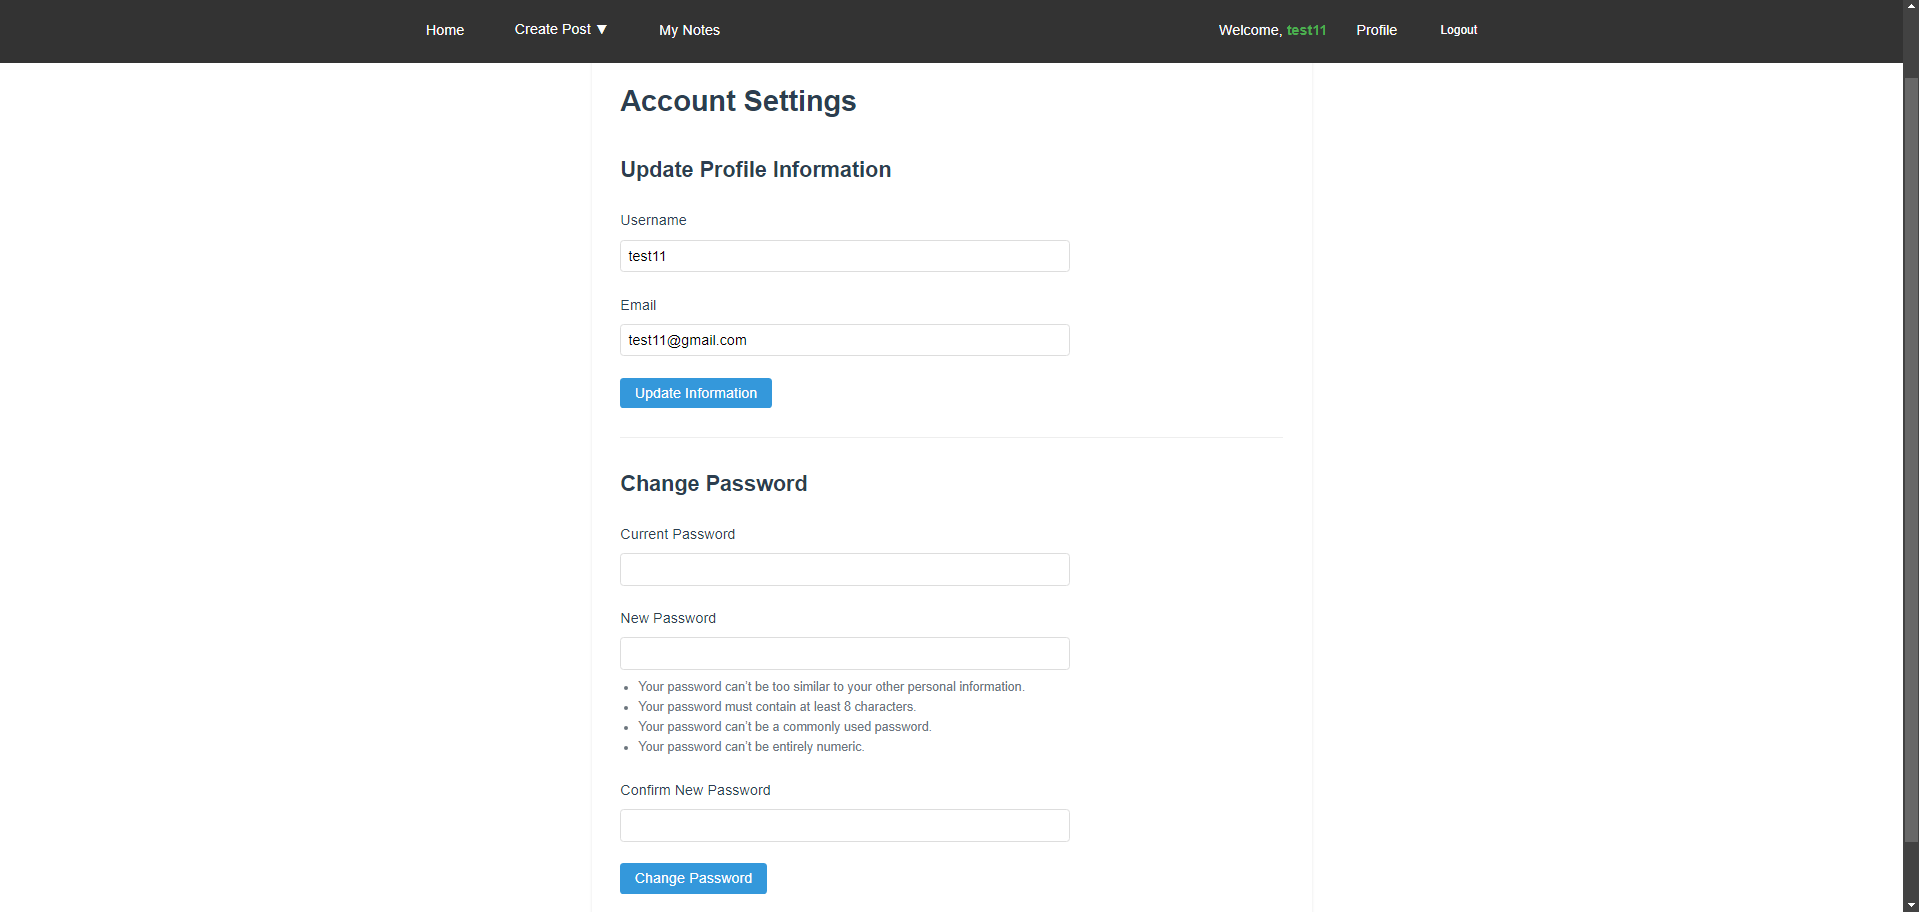 Home Create Post ▼ My Notes Welcome, test11 Profile Logout
Account Settings
Update Profile Information
Username
test11
Email
test11@gmail.com
Update Information
Change Password
Current Password
New Password
• Your password can’t be too similar to your other personal information.
• Your password must contain at least 8 characters.
• Your password can’t be a commonly used password.
• Your password can’t be entirely numeric.
Confirm New Password
Change Password